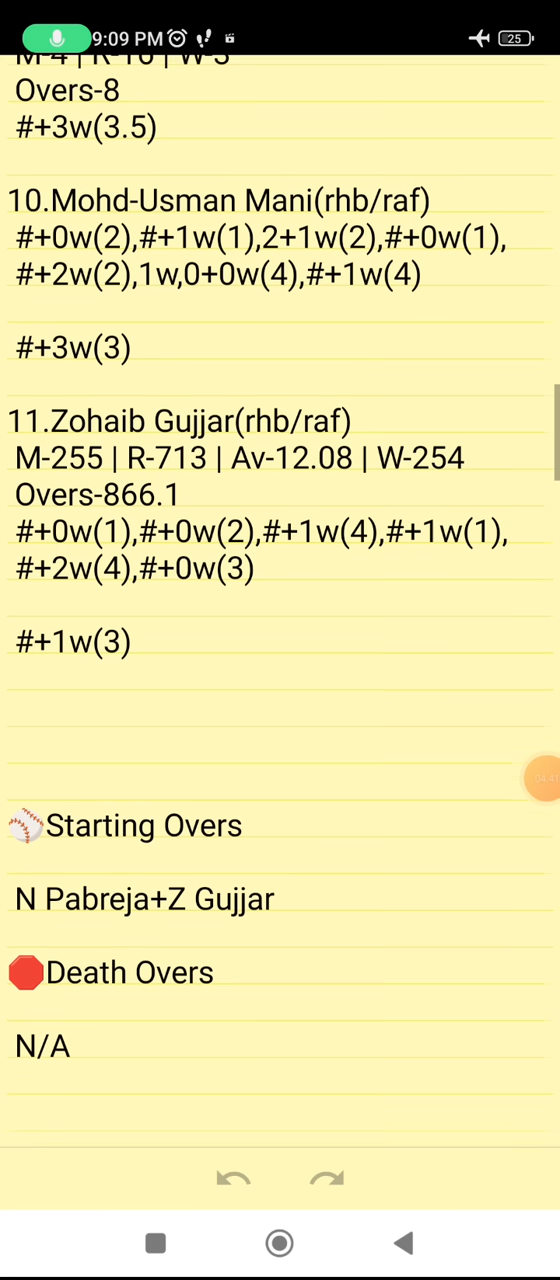 9:09 PM
25
M-4 | R-10 | W-3
Overs-8
#+3w(3.5)
10.Mohd-Usman Mani(rhb/raf)
#+0w(2),#+1w(1),2+1w(2),#+0w(1),
#+2w(2),1w,0+0w(4),#+1w(4)
#+3w(3)
11.Zohaib Gujjar(rhb/raf)
M-255 | R-713 | Av-12.08 | W-254
Overs-866.1
#+0w(1),#+0w(2),#+1w(4),#+1w(1),
#+2w(4),#+0w(3)
#+1w(3)
Starting Overs
N Pabreja+Z Gujjar
Death Overs
N/A